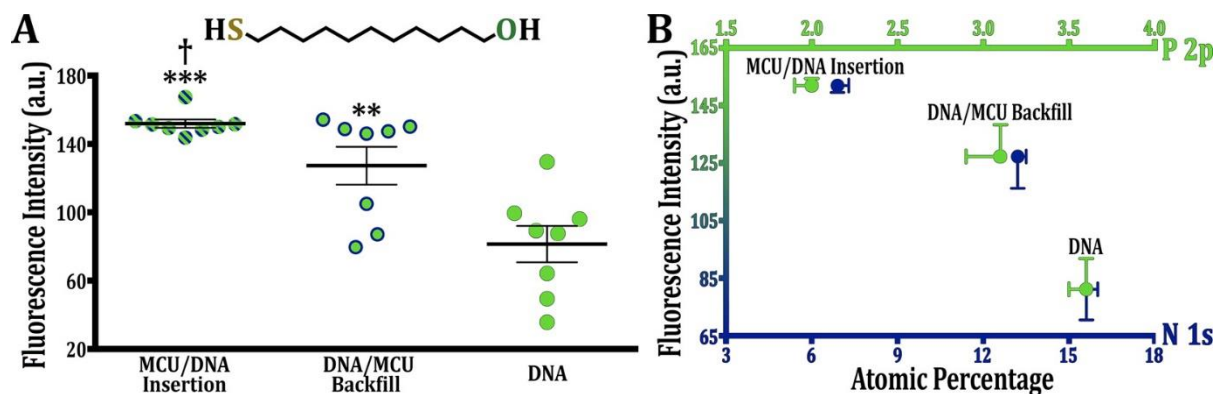 A
HS
OH
†
***
**
Fluorescence Intensity (a.u.)
180
140
100
60
20
MCU/DNA
Insertion
DNA/MCU
Backfill
DNA
B
1.5 2.0 2.5 3.0 3.5 4.0
P 2p
Fluorescence Intensity (a.u.)
165
145
125
105
85
65
MCU/DNA Insertion
DNA/MCU Backfill
DNA
N 1s
3 6 9 12 15 18
Atomic Percentage